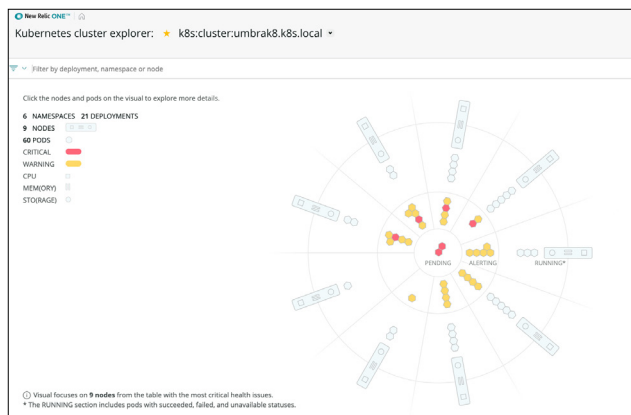 New Relic ONE™
Kubernetes cluster explorer: k8s:cluster:umbrak8.k8s.local
Filter by deployment, namespace or node
Click the nodes and pods on the visual to explore more details.
6 NAMESPACES 21 DEPLOYMENTS
9 NODES
60 PODS
CRITICAL
WARNING
CPU
MEM(ORY)
STO(RAGE)
PENDING ALERTING RUNNING*
Visual focuses on 9 nodes from the table with the most critical health issues.
* The RUNNING section includes pods with succeeded, failed, and unavailable statuses.